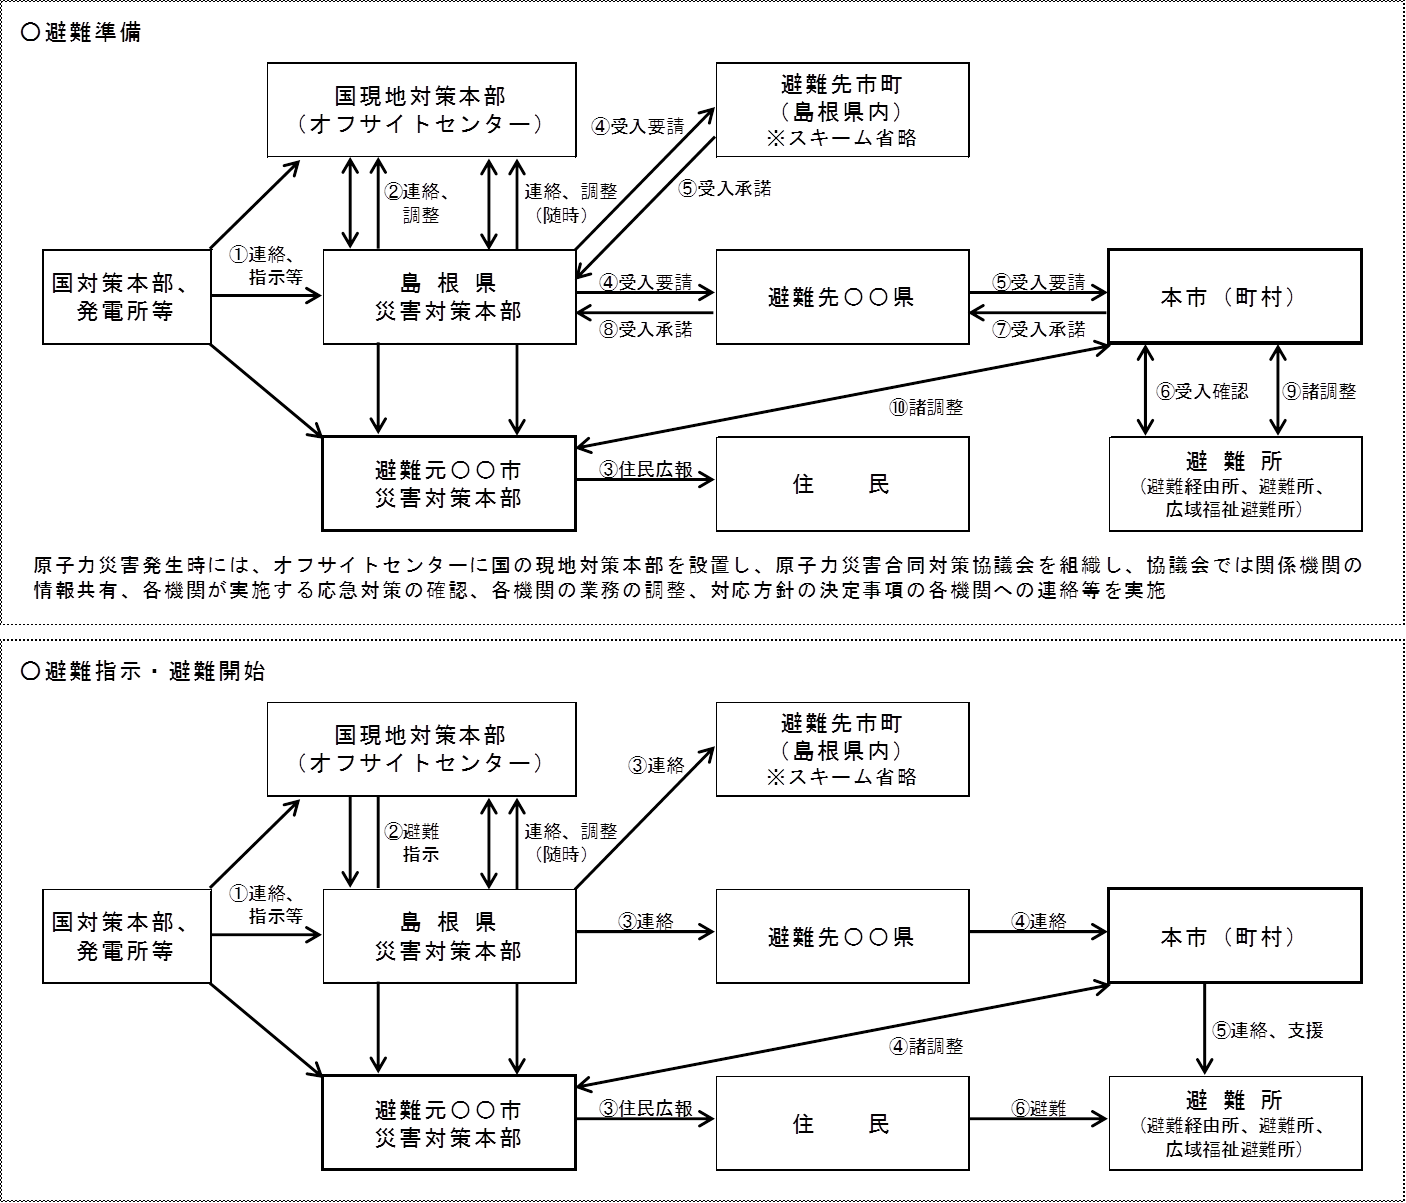 〇避難準備
国現地対策本部
（オフサイトセンター）
避難先市町
（島根県内）
※スキーム省略
④受入要請
⑤受入承諾
②連絡、
調整
連絡、調整
（随時）
①連絡、
指示等
国対策本部、
発電所等
島根県
災害対策本部
④受入要請
⑧受入承諾
避難先〇〇県
⑤受入要請
⑦受入承諾
本市（町村）
⑥受入確認
⑨諸調整
⑩諸調整
避難元〇〇市
災害対策本部
③住民広報
住　　民
避難所
（避難経由所、避難所、
広域福祉避難所）
原子力災害発生時には、オフサイトセンターに国の現地対策本部を設置し、原子力災害合同対策協議会を組織し、協議会では関係機関の
情報共有、各機関が実施する応急対策の確認、各機関の業務の調整、対応方針の決定事項の各機関への連絡等を実施
〇避難指示・避難開始
国現地対策本部
（オフサイトセンター）
避難先市町
（島根県内）
※スキーム省略
③連絡
②避難
指示
連絡、調整
（随時）
①連絡、
指示等
国対策本部、
発電所等
島根県
災害対策本部
③連絡
避難先〇〇県
④連絡
本市（町村）
⑤連絡、支援
④諸調整
避難元〇〇市
災害対策本部
③住民広報
住　　民
⑥避難
避難所
（避難経由所、避難所、
広域福祉避難所）